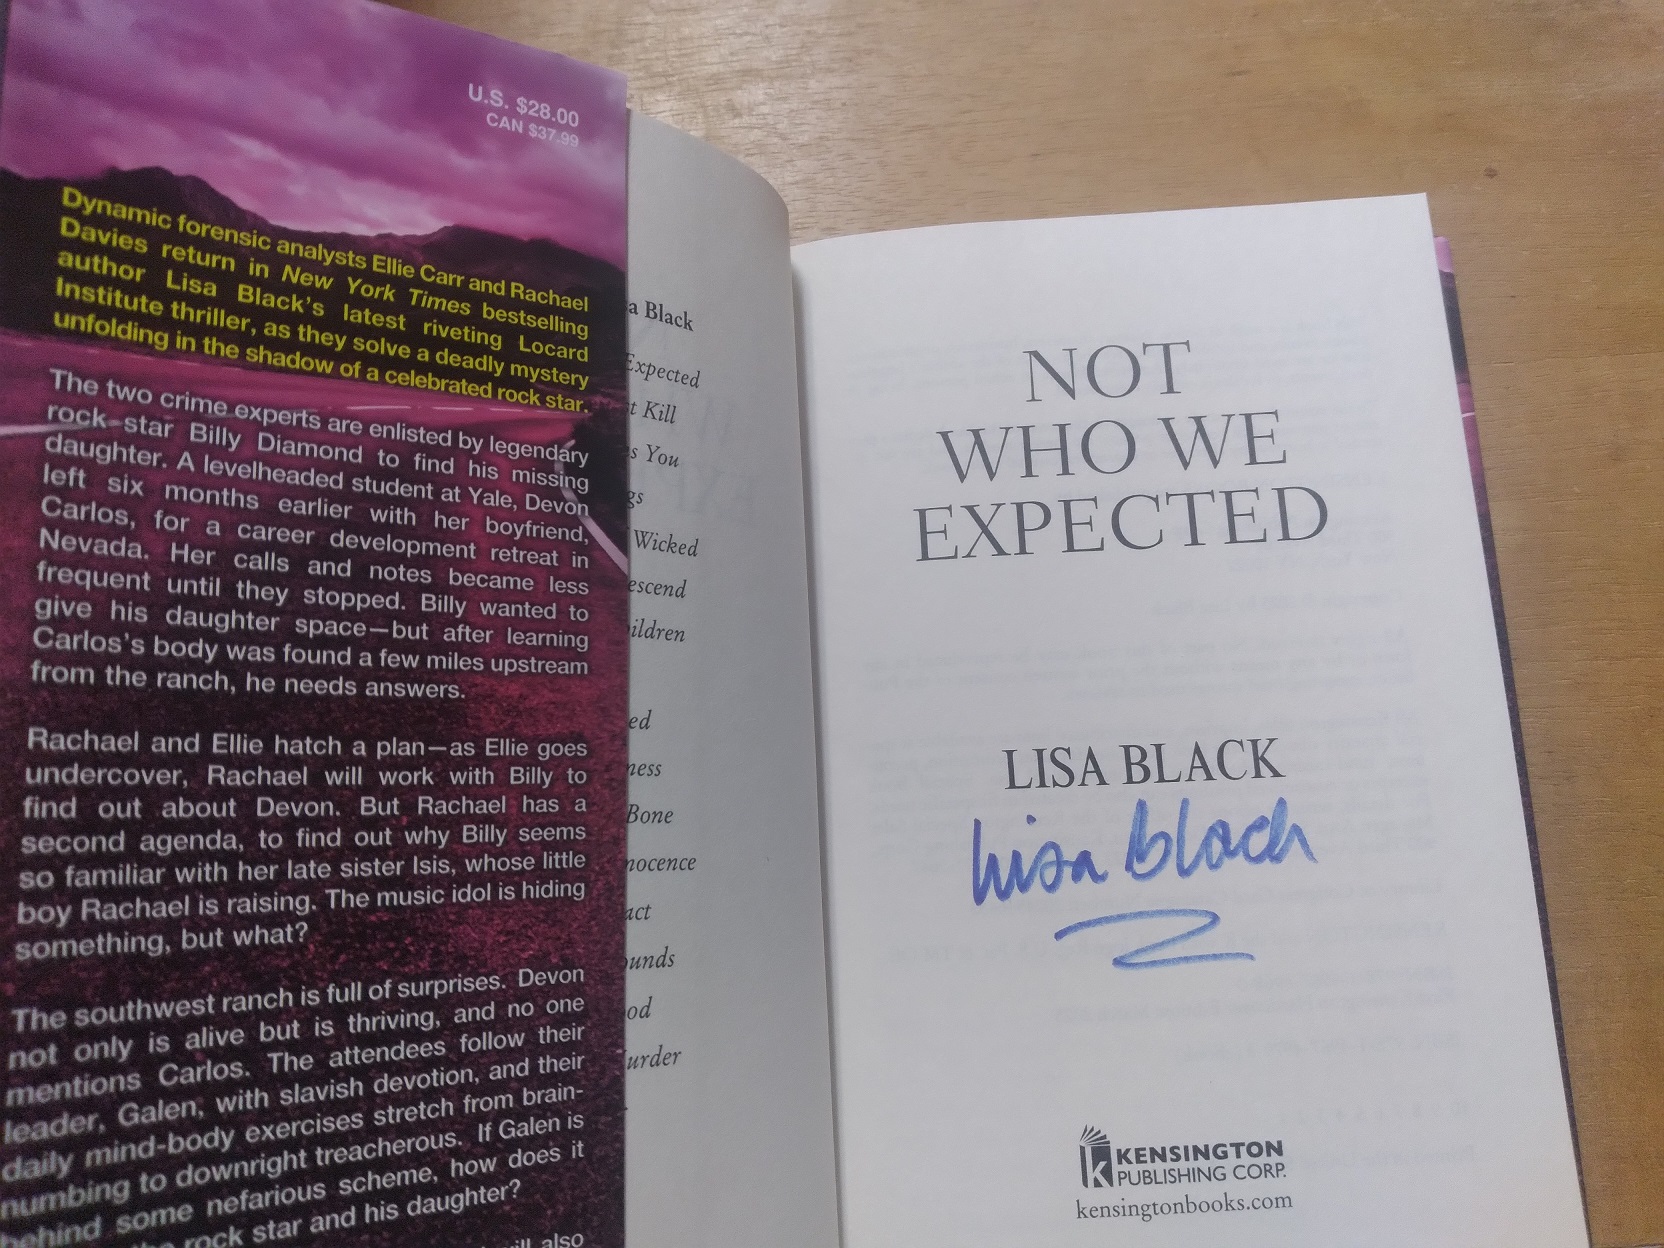 U.S. $28.00
CAN $37.99
Dynamic forensic analysts Ellie Carr and Rachael
Davies return in New York Times bestselling
author Lisa Black's latest riveting Locard
Institute thriller, as they solve a deadly mystery
unfolding in the shadow of a celebrated rock star.
The two crime experts are enlisted by legendary
rock star Billy Diamond to find his missing
daughter. A levelheaded student at Yale, Devon
left six months earlier with her boyfriend,
Carlos, for a career development retreat in
Nevada. Her calls and notes became less
frequent until they stopped. Billy wanted to
give his daughter space—but after learning
Carlos's body was found a few miles upstream
from the ranch, he needs answers.
Rachael and Ellie hatch a plan—as Ellie goes
undercover, Rachael will work with Billy to
find out about Devon. But Rachael has a
second agenda, to find out why Billy seems
so familiar with her late sister Isis, whose little
boy Rachael is raising. The music idol is hiding
something, but what?
The southwest ranch is full of surprises. Devon
not only is alive but is thriving, and no one
mentions Carlos. The attendees follow their
leader, Galen, with slavish devotion, and their
daily mind-body exercises stretch from brain-
numbing to downright treacherous. If Galen is
behind some nefarious scheme, how does it
rock star and his daughter?
also
a Black
Expected
t Kill
s You
gs
Wicked
escend
ildren
ed
ness
Bone
nocence
act
ounds
od
urder
NOT
WHO WE
EXPECTED
LISA BLACK
Lisa Black
KENSINGTON
PUBLISHING CORP.
kensingtonbooks.com